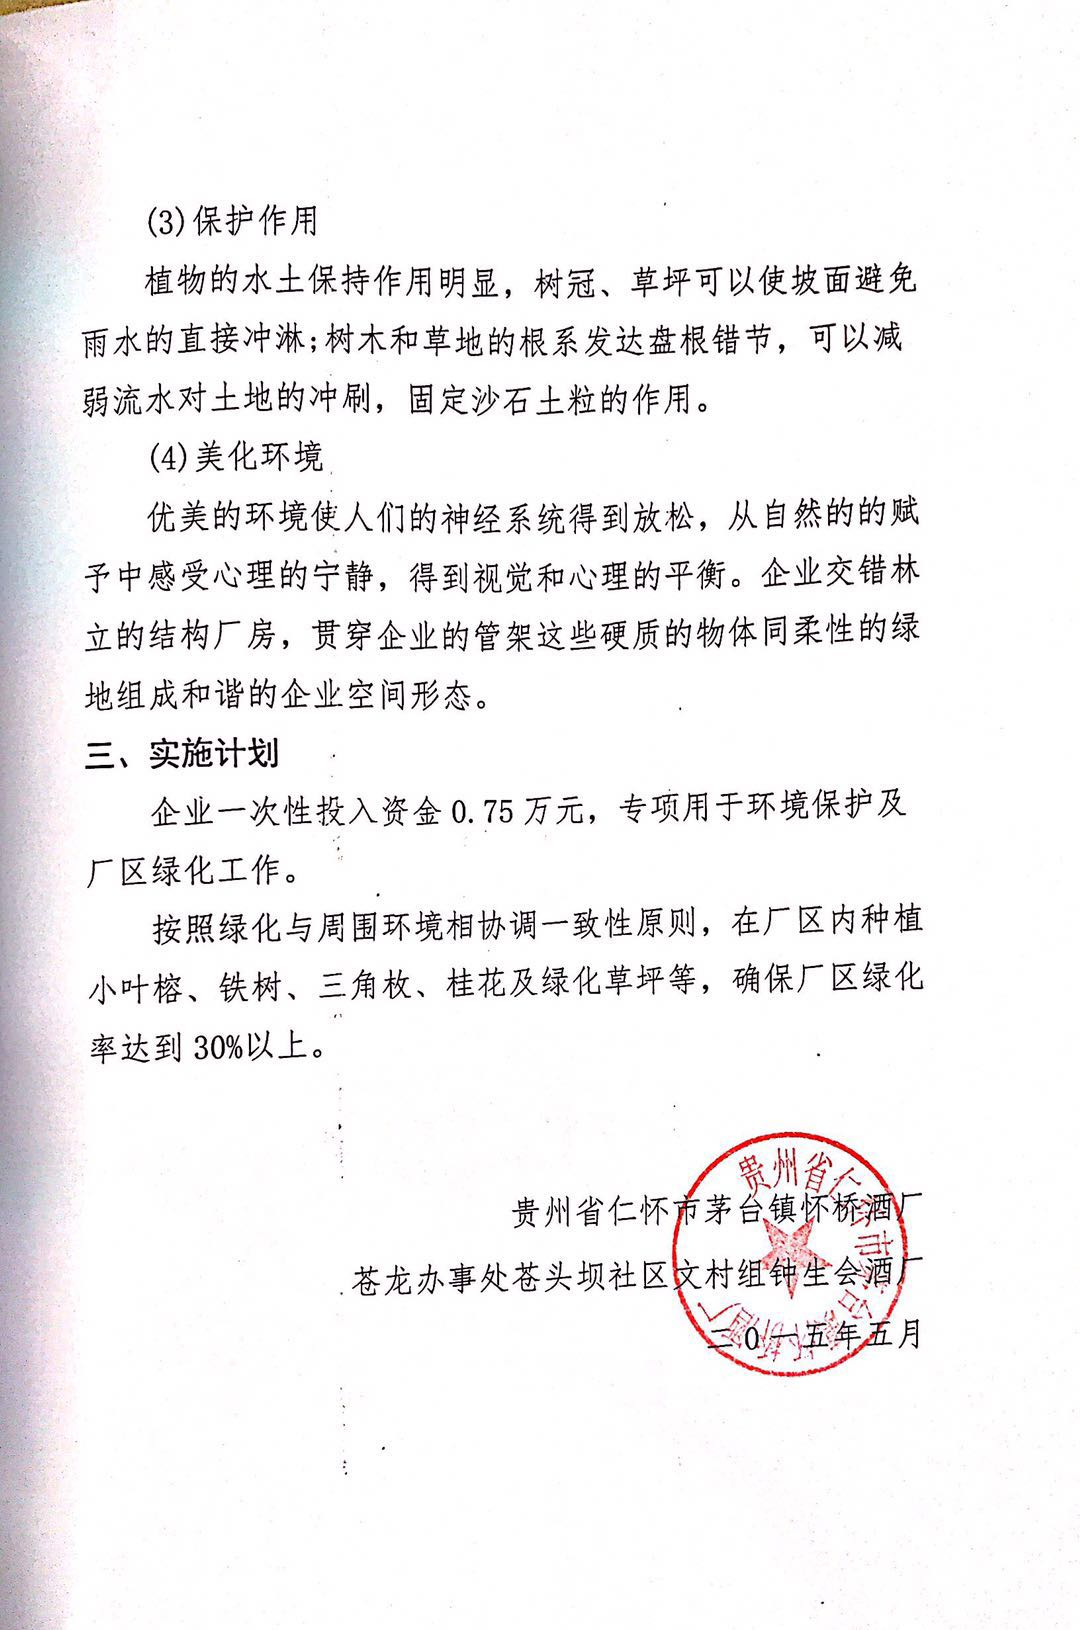 (3)保护作用
植物的水土保持作用明显，树冠、草坪可以使坡面避免
雨水的直接冲淋;树木和草地的根系发达盘根错节，可以减
弱流水对土地的冲刷，固定沙石土粒的作用。
(4)美化环境
优美的环境使人们的神经系统得到放松，从自然的的赋
予中感受心理的宁静，得到视觉和心理的平衡。企业交错林
立的结构厂房，贯穿企业的管架这些硬质的物体同柔性的绿
地组成和谐的企业空间形态。
三、实施计划
企业一次性投入资金0.75万元，专项用于环境保护及
厂区绿化工作。
按照绿化与周围环境相协调一致性原则，在厂区内种植
小叶榕、铁树、三角枚、桂花及绿化草坪等，确保厂区绿化
率达到30%以上。
贵州省仁怀市茅台镇怀桥酒厂
苍龙办事处苍头坝社区文村组钟生会酒厂
二0一五年五月
贵州省仁怀市茅台镇怀桥酒厂